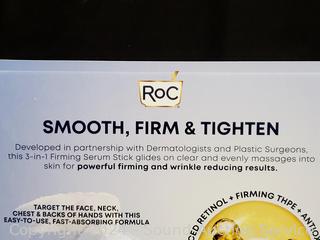 RoC
SMOOTH, FIRM & TIGHTEN
Developed in partnership with Dermatologists and Plastic Surgeons,
this 3-in-1 Firming Serum Stick glides on clear and evenly massages into
skin for powerful firming and wrinkle reducing results.
TARGET THE FACE, NECK,
CHEST & BACKS OF HANDS WITH THIS
EASY-TO-USE, FAST-ABSORBING FORMULA
RETINOL + FIRMING THPE +